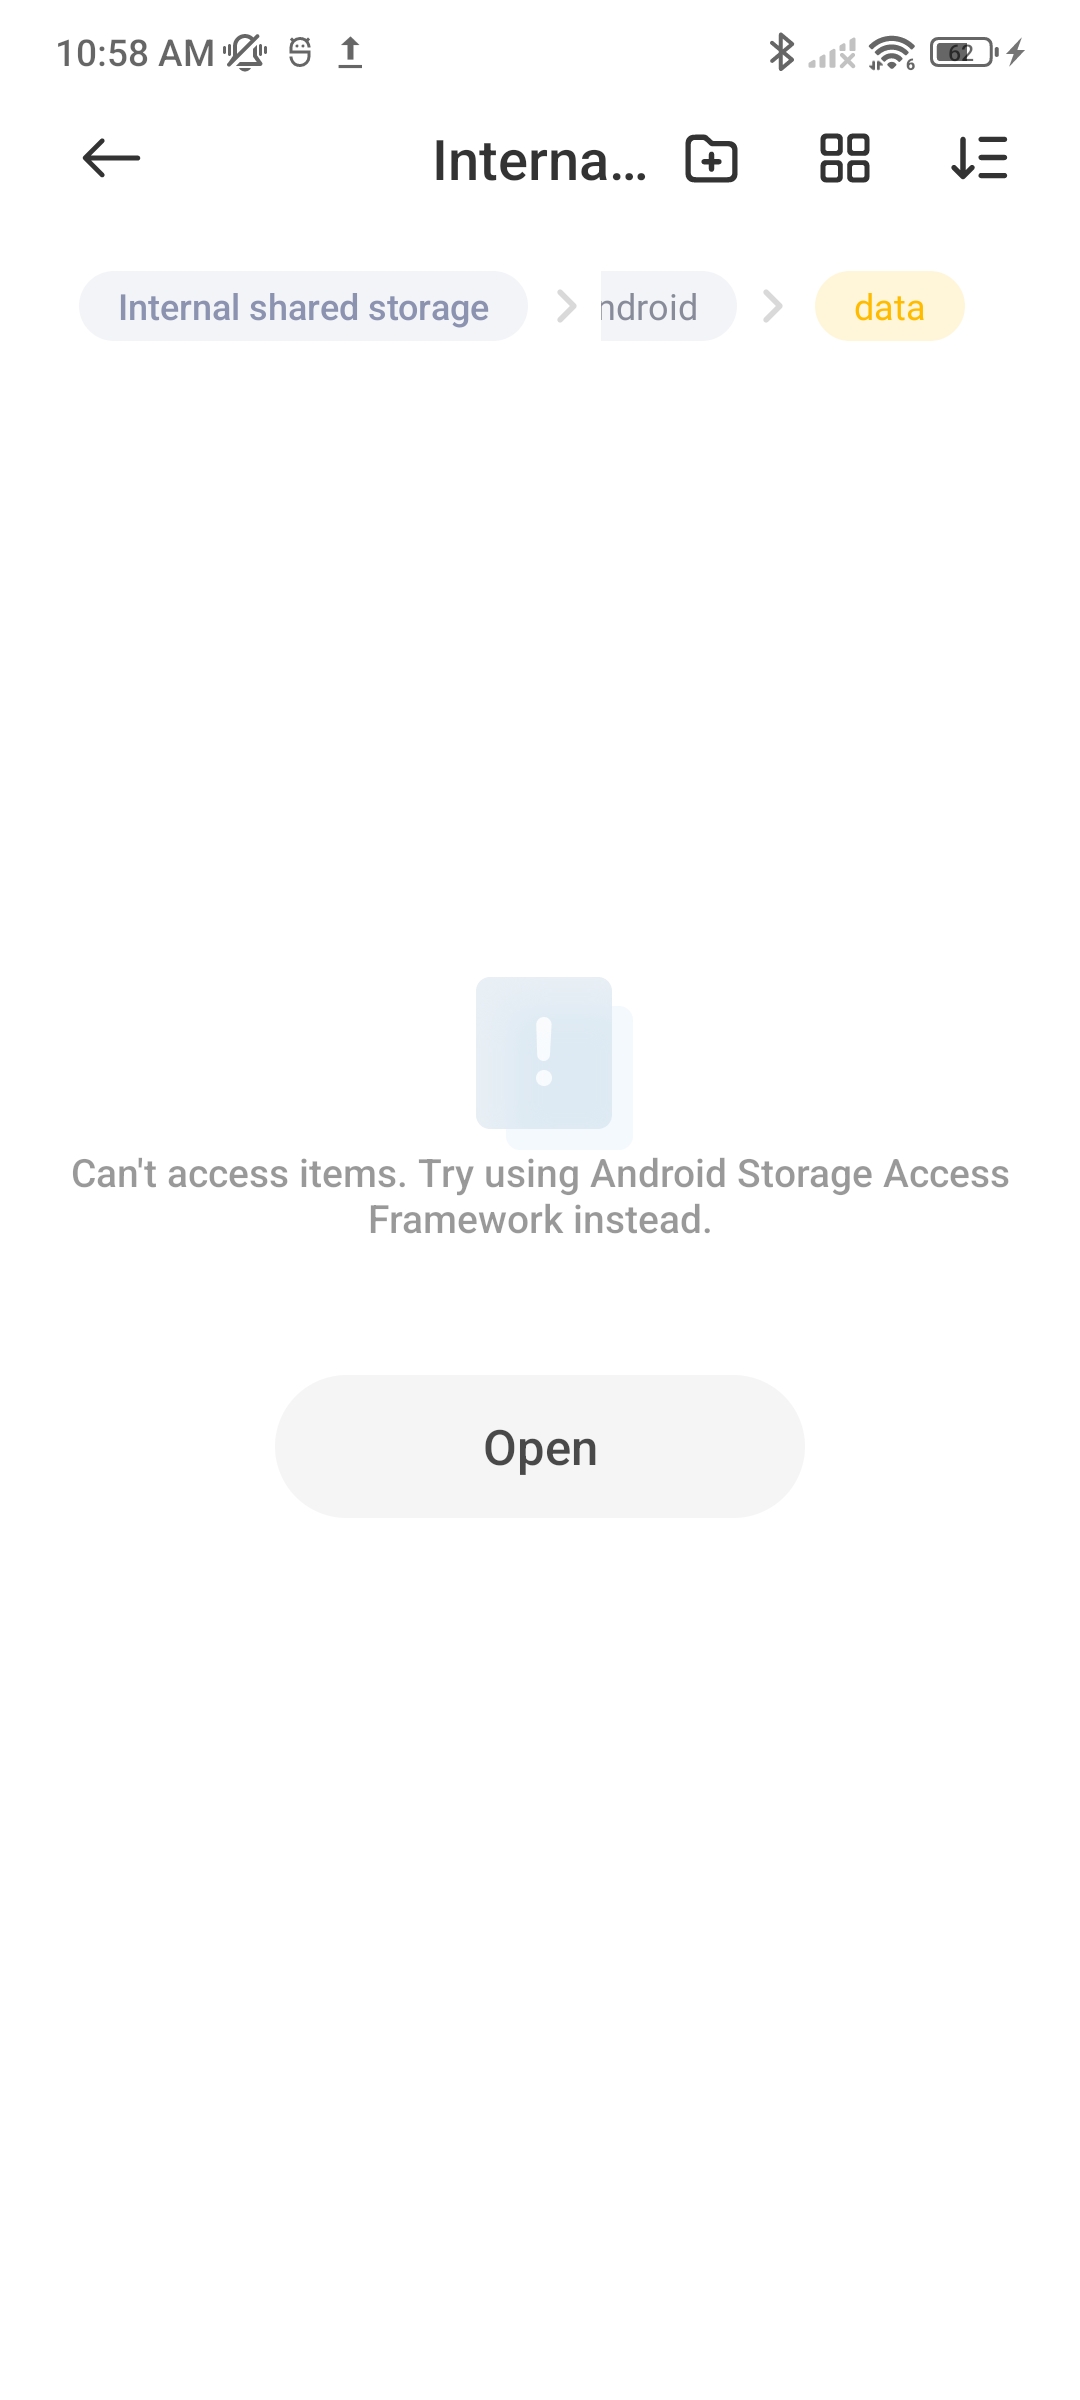 10:58 AM
6
62
Interna...
Internal shared storage
ndroid
data
Can't access items. Try using Android Storage Access
Framework instead.
Open